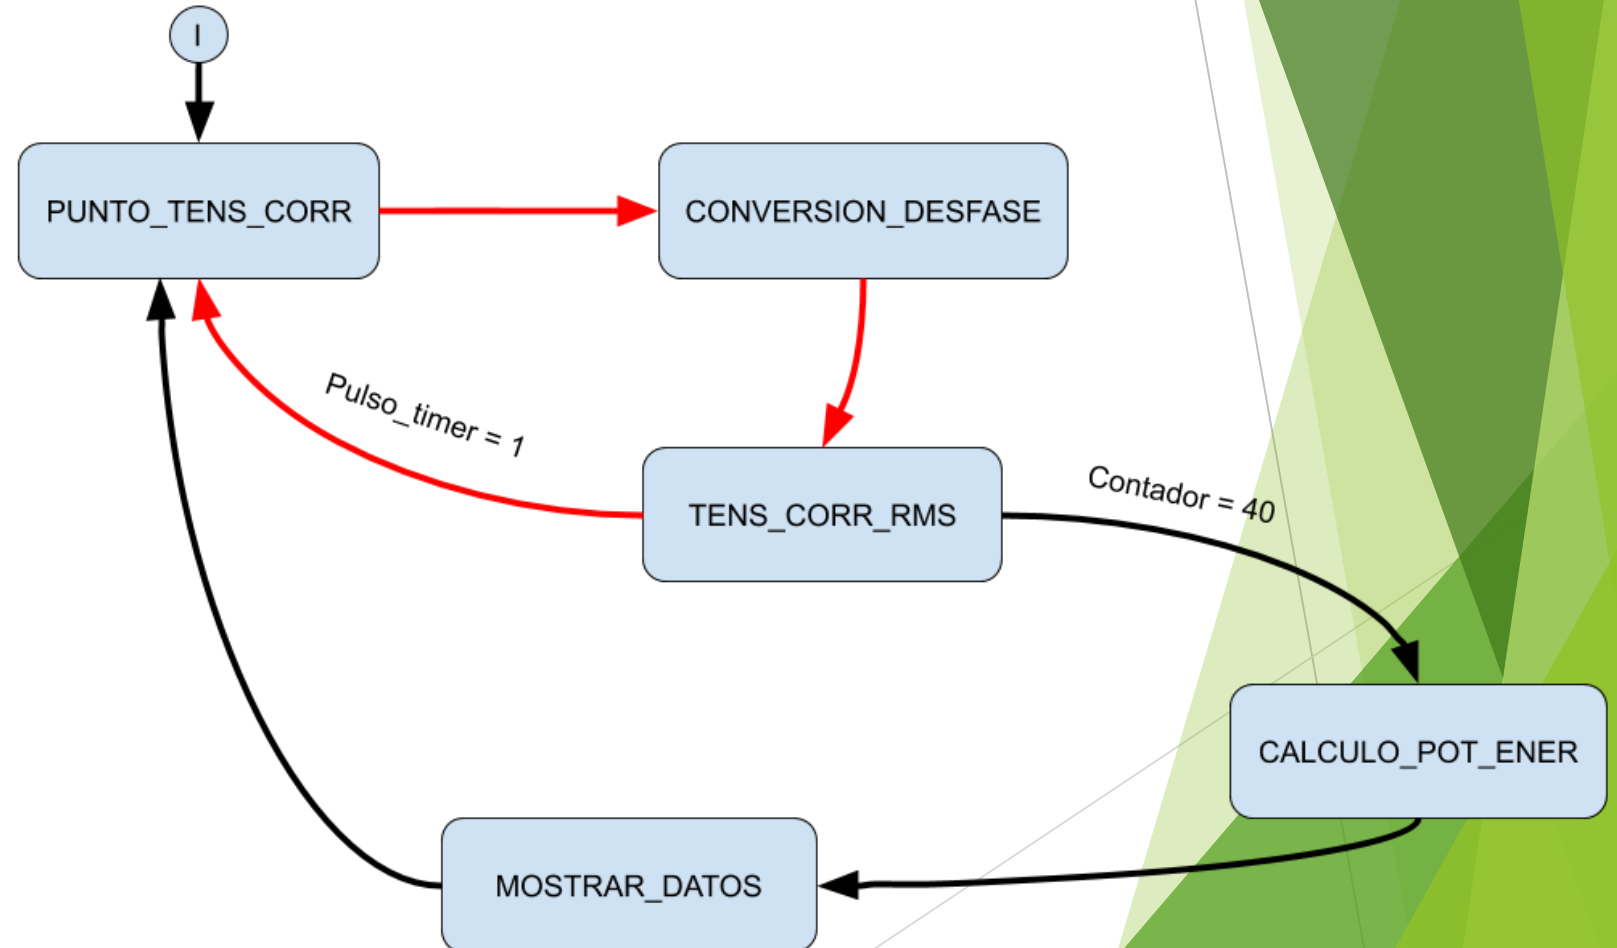 I
PUNTO_TENS_CORR
CONVERSION_DESFASE
Pulso_timer = 1
TENS_CORR_RMS
Contador = 40
CALCULO_POT_ENER
MOSTRAR_DATOS